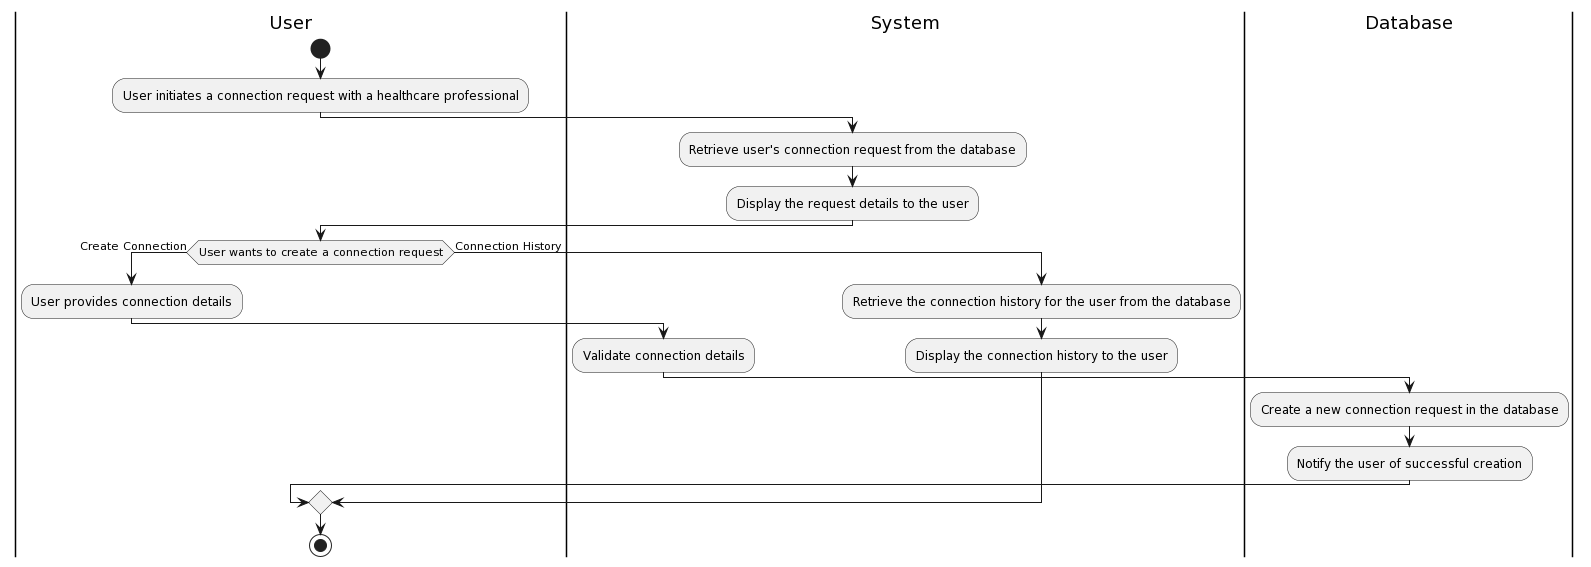 User
System
Database
User initiates a connection request with a healthcare professional
Retrieve user's connection request from the database
Display the request details to the user
Create Connection
User wants to create a connection request
Connection History
User provides connection details
Retrieve the connection history for the user from the database
Validate connection details
Display the connection history to the user
Create a new connection request in the database
Notify the user of successful creation